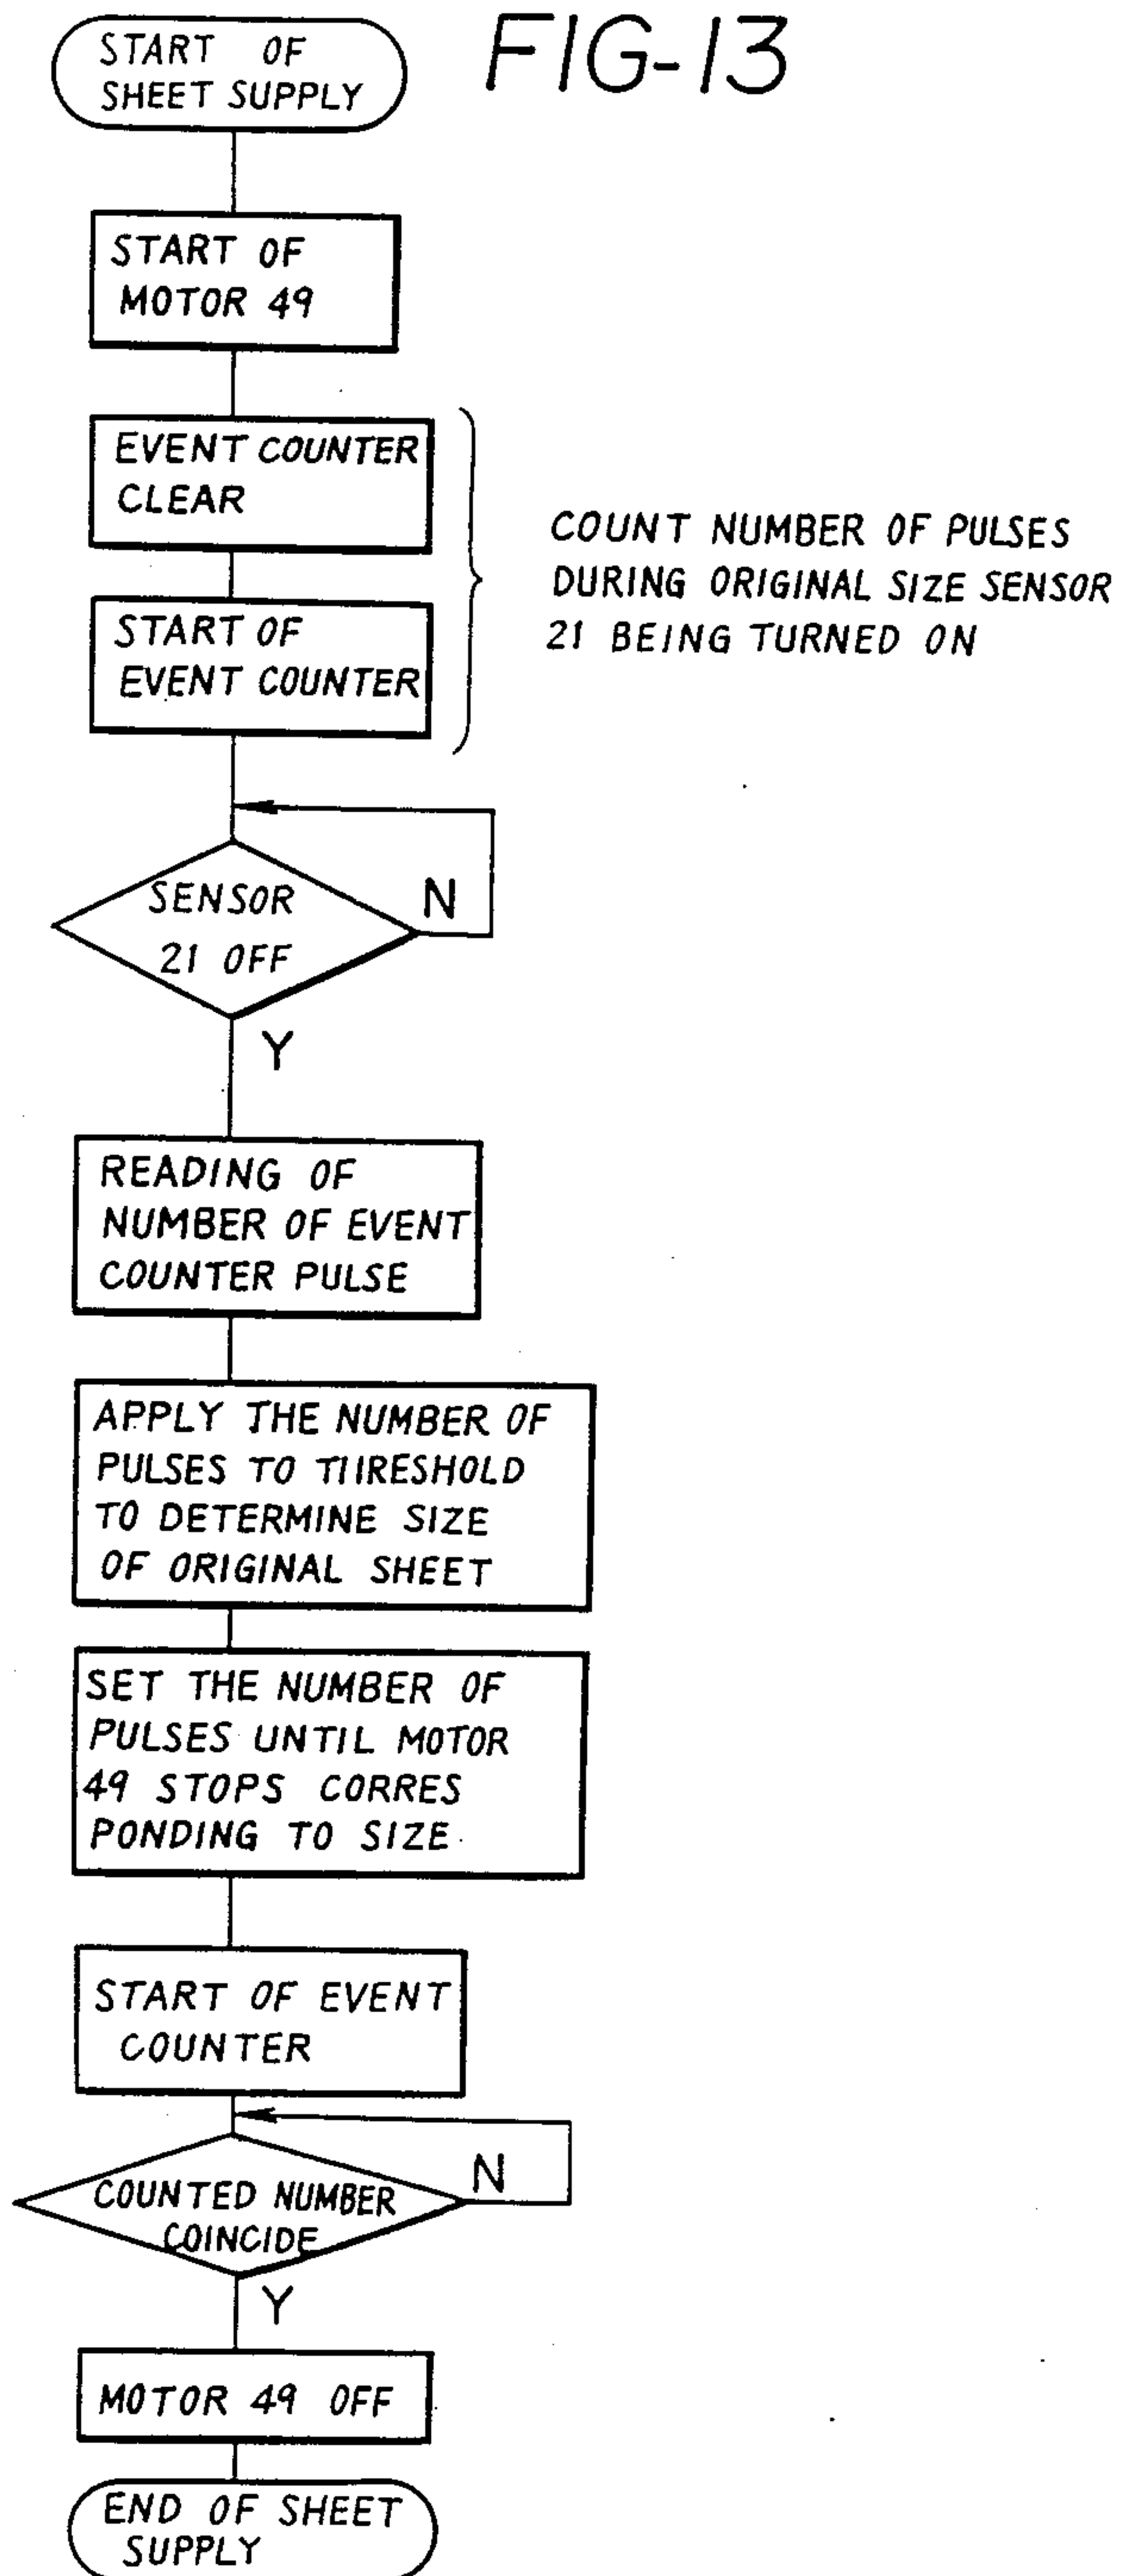 FIG-13
START OF
SHEET SUPPLY
START OF
MOTOR 49
EVENT COUNTER
CLEAR
START OF
EVENT COUNTER
COUNT NUMBER OF PULSES
DURING ORIGINAL SIZE SENSOR
21 BEING TURNED ON
SENSOR
21 OFF
N
Y
READING OF
NUMBER OF EVENT
COUNTER PULSE
APPLY THE NUMBER OF
PULSES TO THRESHOLD
TO DETERMINE SIZE
OF ORIGINAL SHEET
SET THE NUMBER OF
PULSES UNTIL MOTOR
49 STOPS CORRES
PONDING TO SIZE
START OF EVENT
COUNTER
COUNTED NUMBER
COINCIDE
N
Y
MOTOR 49 OFF
END OF SHEET
SUPPLY